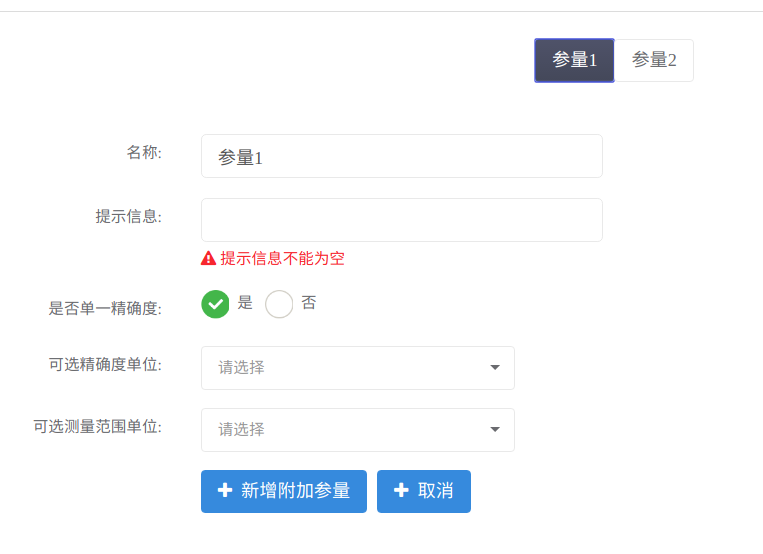 参量1 参量2
名称: 参量1
提示信息:
提示信息不能为空
是否单一精确度: 是 否
可选精确度单位: 请选择
可选测量范围单位: 请选择
新增附加参量 取消